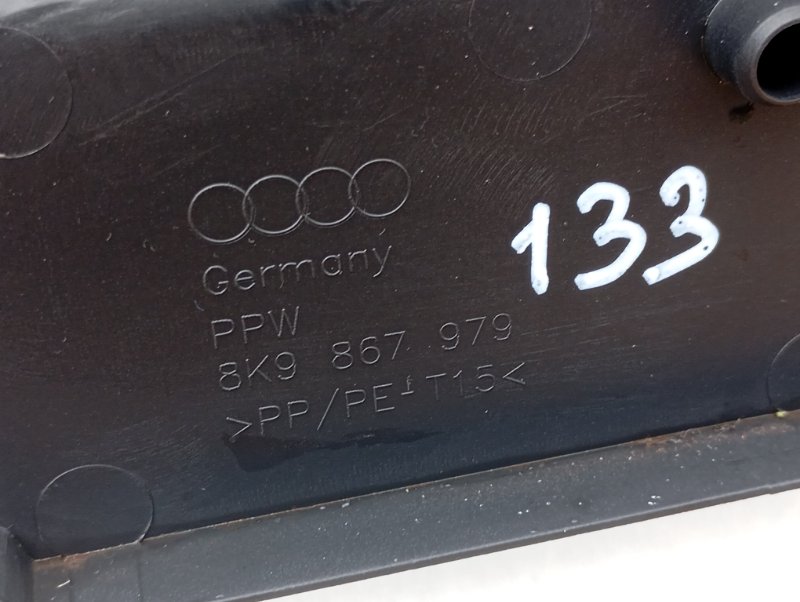 Germany
PPW
8K9 867 979
>PP/PE-T15<
133